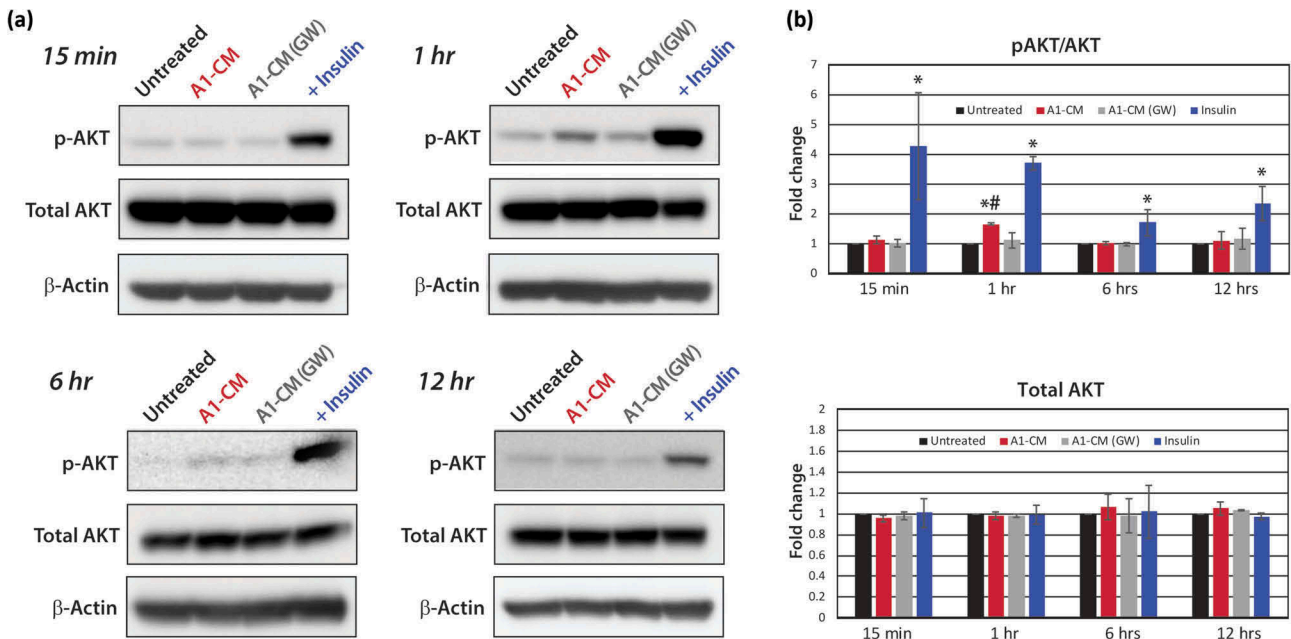 (a)
15 min
Untreated
A1-CM
A1-CM (GW)
+ Insulin
p-AKT
Total AKT
β-Actin
1 hr
Untreated
A1-CM
A1-CM (GW)
+ Insulin
p-AKT
Total AKT
β-Actin
6 hr
Untreated
A1-CM
A1-CM (GW)
+ Insulin
p-AKT
Total AKT
β-Actin
12 hr
Untreated
A1-CM
A1-CM (GW)
+ Insulin
p-AKT
Total AKT
β-Actin
(b)
pAKT/AKT
Fold change
7
6
5
4
3
2
1
0
Untreated A1-CM A1-CM (GW) Insulin
*
*#
*
*
*
15 min 1 hr 6 hrs 12 hrs
Total AKT
Fold change
2
1.8
1.6
1.4
1.2
1
0.8
0.6
0.4
0.2
0
Untreated A1-CM A1-CM (GW) Insulin
15 min 1 hr 6 hrs 12 hrs